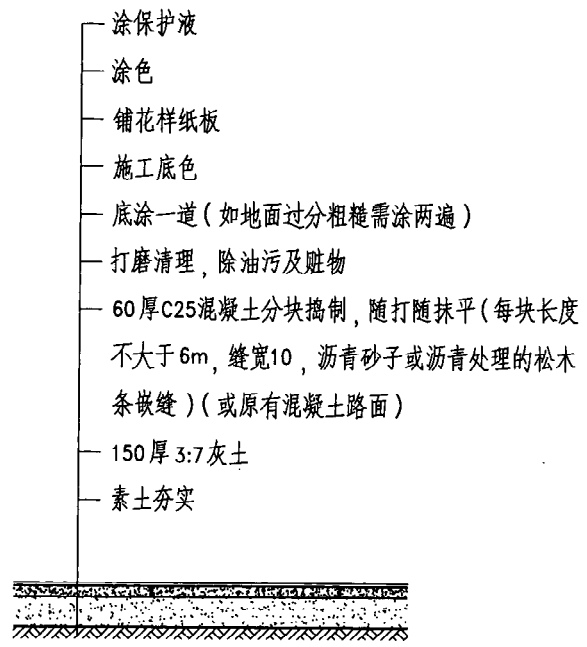 涂保护液
涂色
铺花样纸板
施工底色
底涂一道(如地面过分粗糙需涂两遍)
打磨清理,除油污及赃物
60厚C25混凝土分块捣制,随打随抹平(每块长度
不大于6m,缝宽10,沥青砂子或沥青处理的松木
条嵌缝)(或原有混凝土路面)
150厚3:7灰土
素土夯实